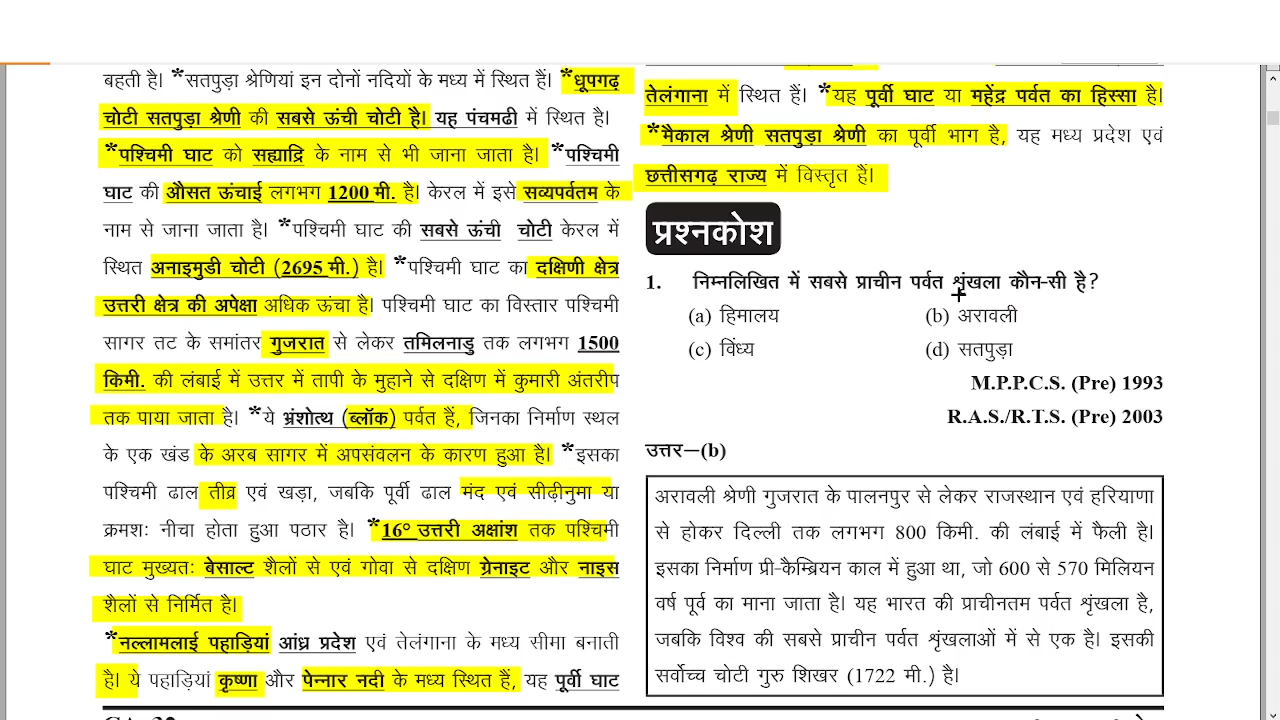 बहती है। *सतपुड़ा श्रेणियां इन दोनों नदियों के मध्य में स्थित हैं। *धूपगढ़
चोटी सतपुड़ा श्रेणी की सबसे ऊंची चोटी है। यह पंचमढी में स्थित है।
*पश्चिमी घाट को सह्याद्रि के नाम से भी जाना जाता है। *पश्चिमी
घाट की औसत ऊंचाई लगभग 1200 मी. है। केरल में इसे सव्यपर्वतम के
नाम से जाना जाता है। *पश्चिमी घाट की सबसे ऊंची चोटी केरल में
स्थित अनाइमुडी चोटी (2695 मी.) है। *पश्चिमी घाट का दक्षिणी क्षेत्र
उत्तरी क्षेत्र की अपेक्षा अधिक ऊंचा है। पश्चिमी घाट का विस्तार पश्चिमी
सागर तट के समांतर गुजरात से लेकर तमिलनाडु तक लगभग 1500
किमी. की लंबाई में उत्तर में तापी के मुहाने से दक्षिण में कुमारी अंतरीप
तक पाया जाता है। *ये भ्रंशोत्थ (ब्लॉक) पर्वत हैं, जिनका निर्माण स्थल
के एक खंड के अरब सागर में अपसंवलन के कारण हुआ है। *इसका
पश्चिमी ढाल तीव्र एवं खड़ा, जबकि पूर्वी ढाल मंद एवं सीढ़ीनुमा या
क्रमशः नीचा होता हुआ पठार है। *16° उत्तरी अक्षांश तक पश्चिमी
घाट मुख्यतः बेसाल्ट शैलों से एवं गोवा से दक्षिण ग्रेनाइट और नाइस
शैलों से निर्मित है।
*नल्लामलाई पहाड़ियां आंध्र प्रदेश एवं तेलंगाना के मध्य सीमा बनाती
है। ये पहाड़ियां कृष्णा और पेन्नार नदी के मध्य स्थित हैं, यह पूर्वी घाट
तेलंगाना में स्थित हैं। *यह पूर्वी घाट या महेंद्र पर्वत का हिस्सा है।
*मैकाल श्रेणी सतपुड़ा श्रेणी का पूर्वी भाग है, यह मध्य प्रदेश एवं
छत्तीसगढ़ राज्य में विस्तृत हैं।
प्रश्नकोश
1. निम्नलिखित में सबसे प्राचीन पर्वत शृंखला कौन-सी है?
(a) हिमालय (b) अरावली
(c) विंध्य (d) सतपुड़ा
M.P.P.C.S. (Pre) 1993
R.A.S./R.T.S. (Pre) 2003
उत्तर—(b)
अरावली श्रेणी गुजरात के पालनपुर से लेकर राजस्थान एवं हरियाणा
से होकर दिल्ली तक लगभग 800 किमी. की लंबाई में फैली है।
इसका निर्माण प्री-कैम्ब्रियन काल में हुआ था, जो 600 से 570 मिलियन
वर्ष पूर्व का माना जाता है। यह भारत की प्राचीनतम पर्वत शृंखला है,
जबकि विश्व की सबसे प्राचीन पर्वत शृंखलाओं में से एक है। इसकी
सर्वोच्च चोटी गुरु शिखर (1722 मी.) है।